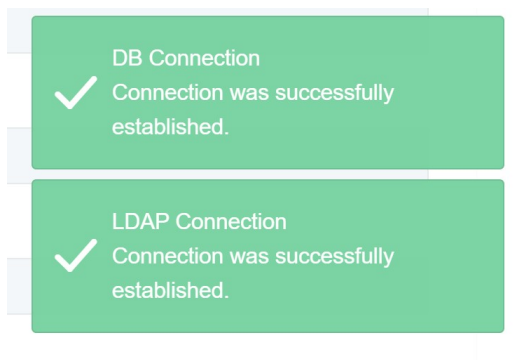 DB Connection
Connection was successfully
established.
LDAP Connection
Connection was successfully
established.